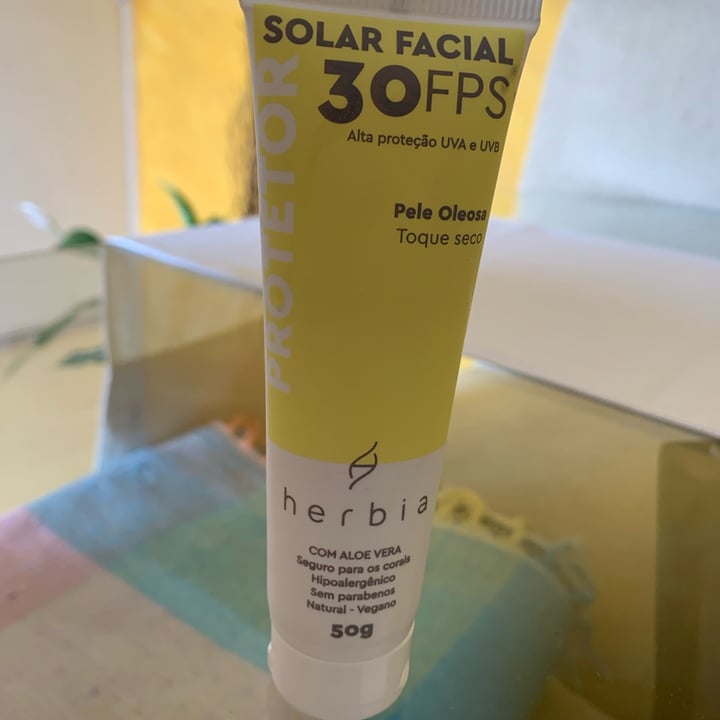 PROTETOR
SOLAR FACIAL
30FPS
Alta proteção UVA e UVB
Pele Oleosa
Toque seco
herbia
COM ALOE VERA
Seguro para os corais
Hipoalergênico
Sem parabenos
Natural - Vegano
50g